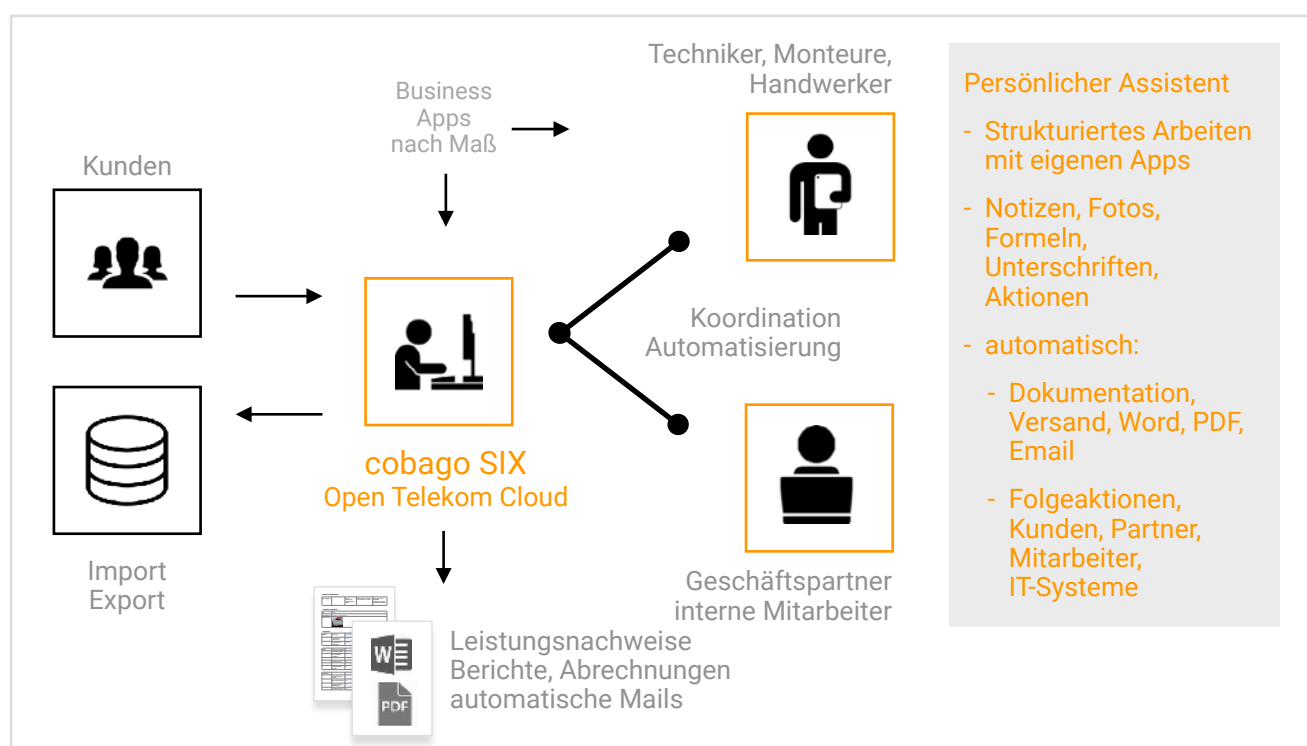 Business
Apps
nach Maß
Techniker, Monteure,
Handwerker
Kunden
Koordination
Automatisierung
cobago SIX
Open Telekom Cloud
Import
Export
Geschäftspartner
interne Mitarbeiter
W
PDF
Leistungsnachweise
Berichte, Abrechnungen
automatische Mails
Persönlicher Assistent
- Strukturiertes Arbeiten
mit eigenen Apps
- Notizen, Fotos,
Formeln,
Unterschriften,
Aktionen
- automatisch:
- Dokumentation,
Versand, Word, PDF,
Email
- Folgeaktionen,
Kunden, Partner,
Mitarbeiter,
IT-Systeme